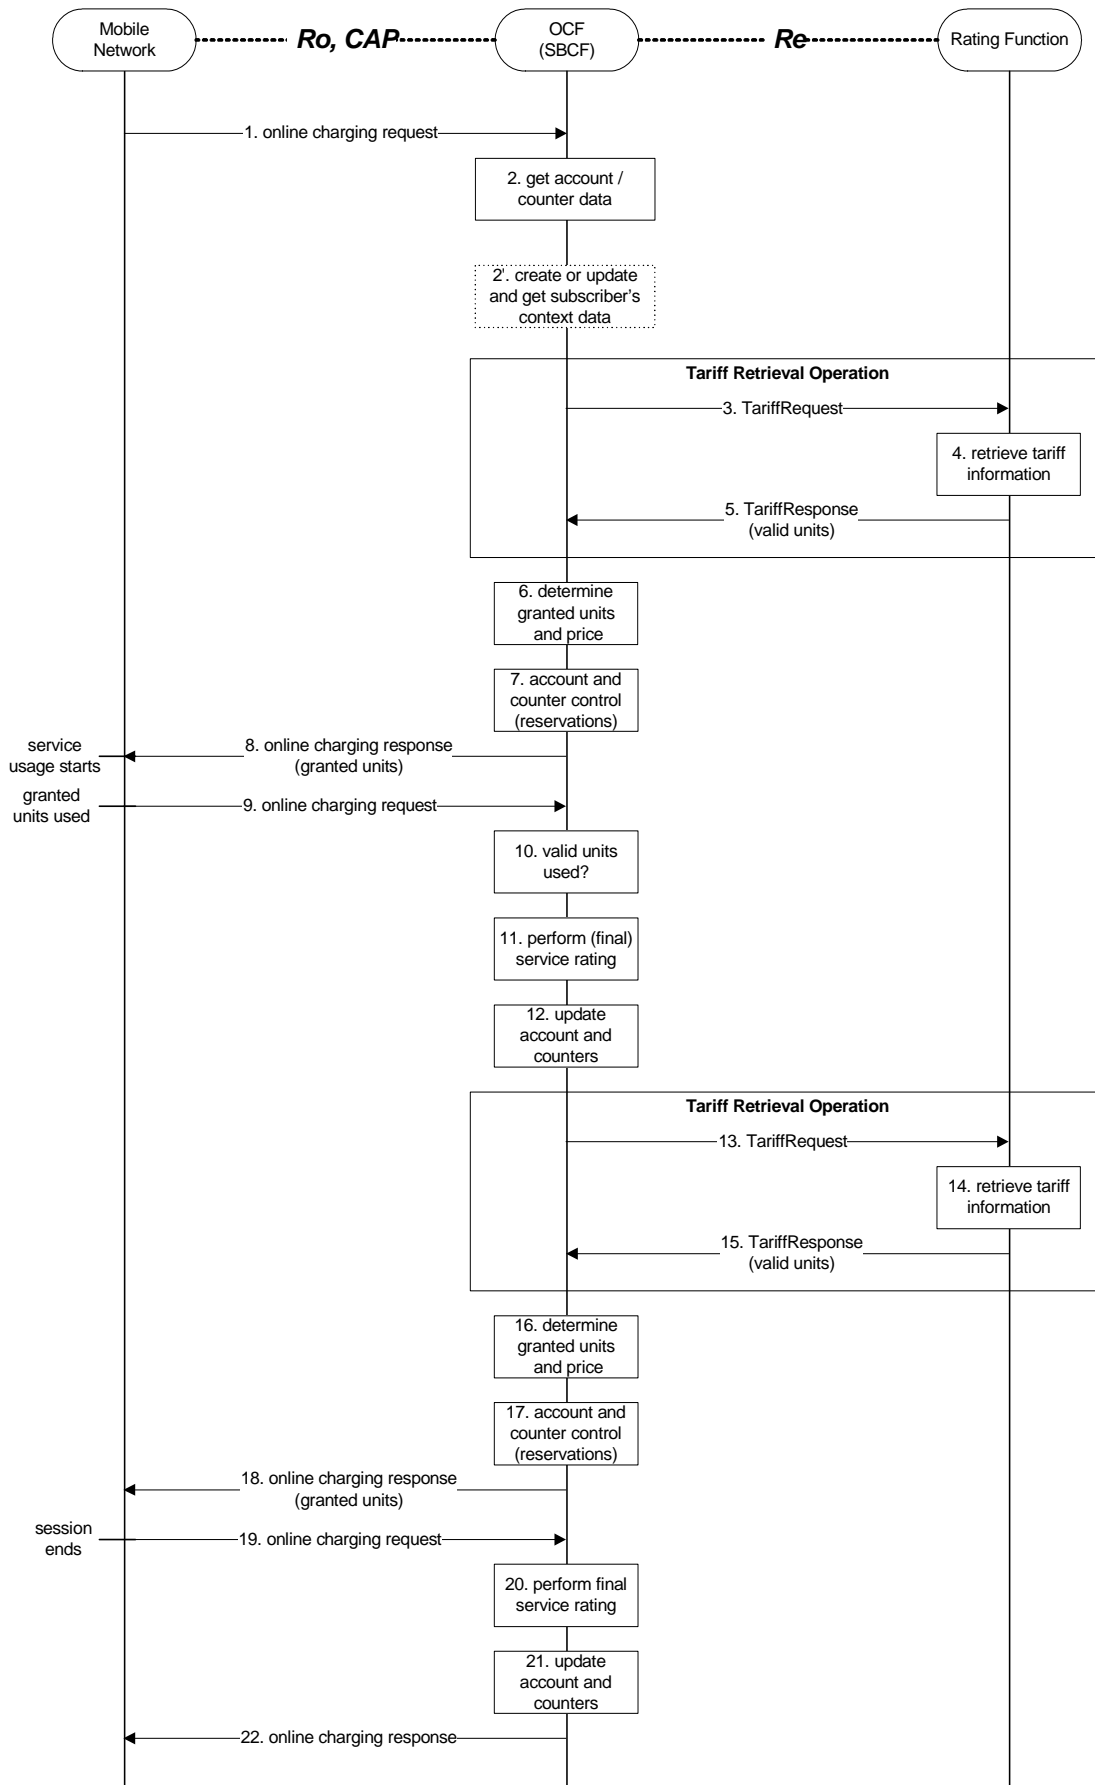 Mobile
Network
Ro, CAP
OCF
(SBCF)
Re
Rating Function
1. online charging request
2. get account /
counter data
2'. create or update
and get subscriber's
context data
Tariff Retrieval Operation
3. TariffRequest
4. retrieve tariff
information
5. TariffResponse
(valid units)
6. determine
granted units
and price
7. account and
counter control
(reservations)
service
usage starts
8. online charging response
(granted units)
granted
units used
9. online charging request
10. valid units
used?
11. perform (final)
service rating
12. update
account and
counters
Tariff Retrieval Operation
13. TariffRequest
14. retrieve tariff
information
15. TariffResponse
(valid units)
16. determine
granted units
and price
17. account and
counter control
(reservations)
18. online charging response
(granted units)
session
ends
19. online charging request
20. perform final
service rating
21. update
account and
counters
22. online charging response